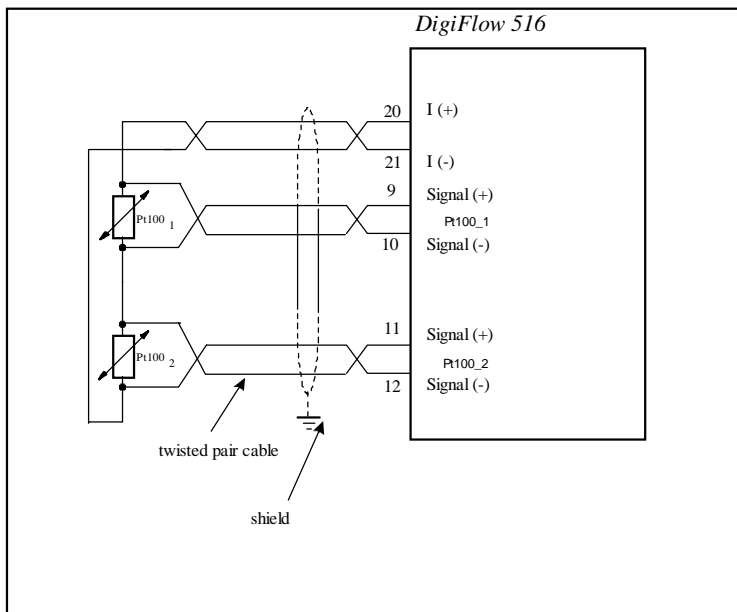 DigiFlow 516
20
I (+)
21
I (-)
9
Signal (+)
Pt100 1
Pt100_1
10
Signal (-)
11
Signal (+)
Pt100 2
Pt100_2
12
Signal (-)
twisted pair cable
shield